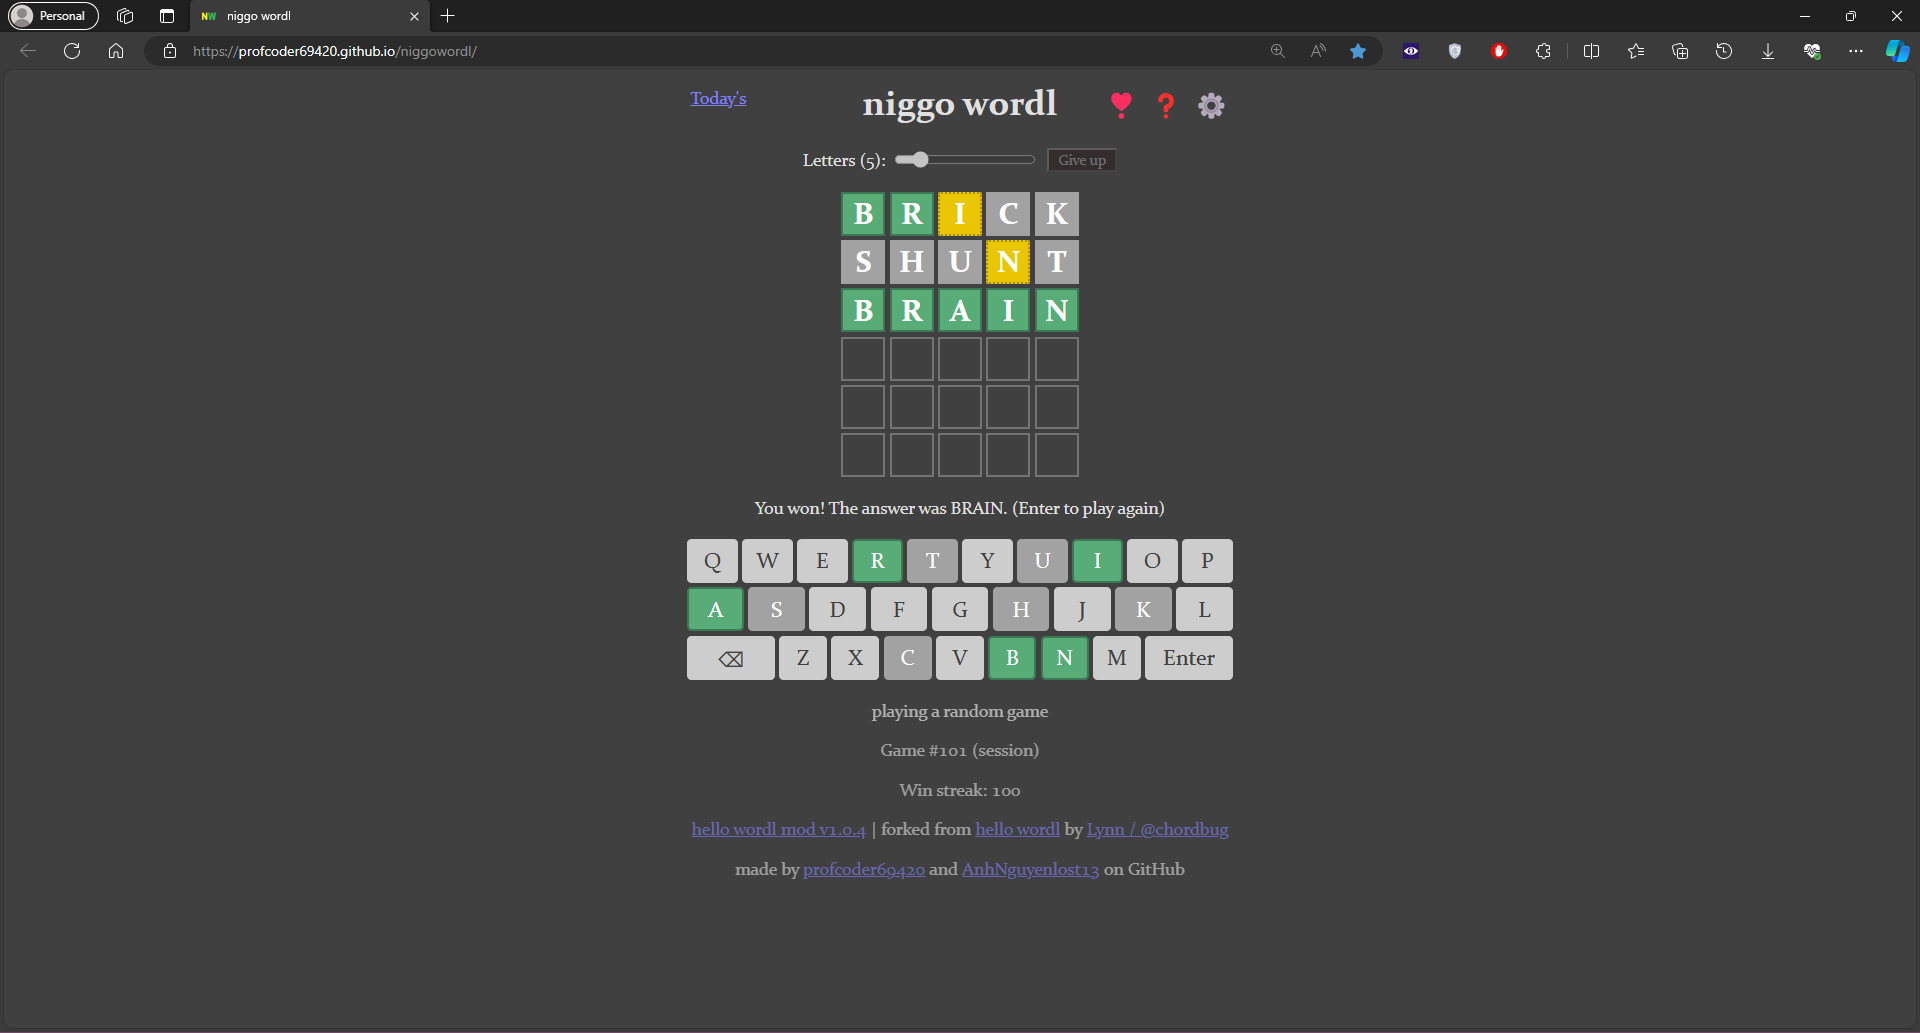 Personal
NW niggo wordl
https://profcoder69420.github.io/niggowordl/
Today's
niggo wordl
Letters (5):
Give up
B R I C K
S H U N T
B R A I N
You won! The answer was BRAIN. (Enter to play again)
Q W E R T Y U I O P
A S D F G H J K L
⌫ Z X C V B N M Enter
playing a random game
Game #101 (session)
Win streak: 100
hello wordl mod v1.0.4 | forked from hello wordl by Lynn / @chordbug
made by profcoder69420 and AnhNguyenlost13 on GitHub